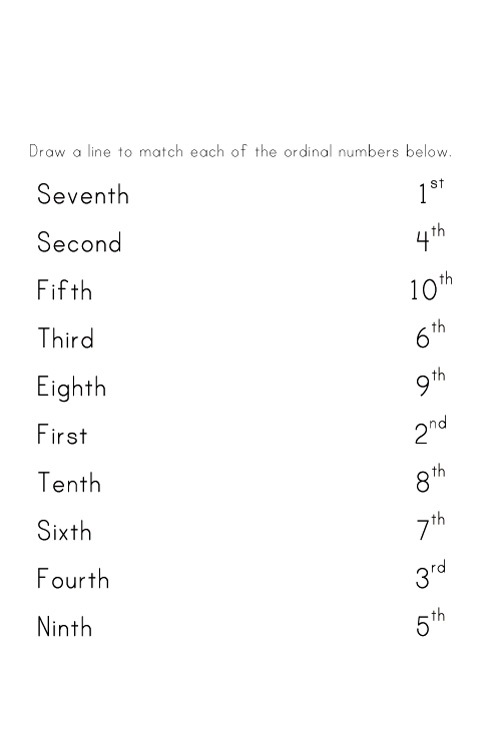 Draw a line to match each of the ordinal numbers below.
Seventh 1st
Second 4th
Fifth 10th
Third 6th
Eighth 9th
First 2nd
Tenth 8th
Sixth 7th
Fourth 3rd
Ninth 5th